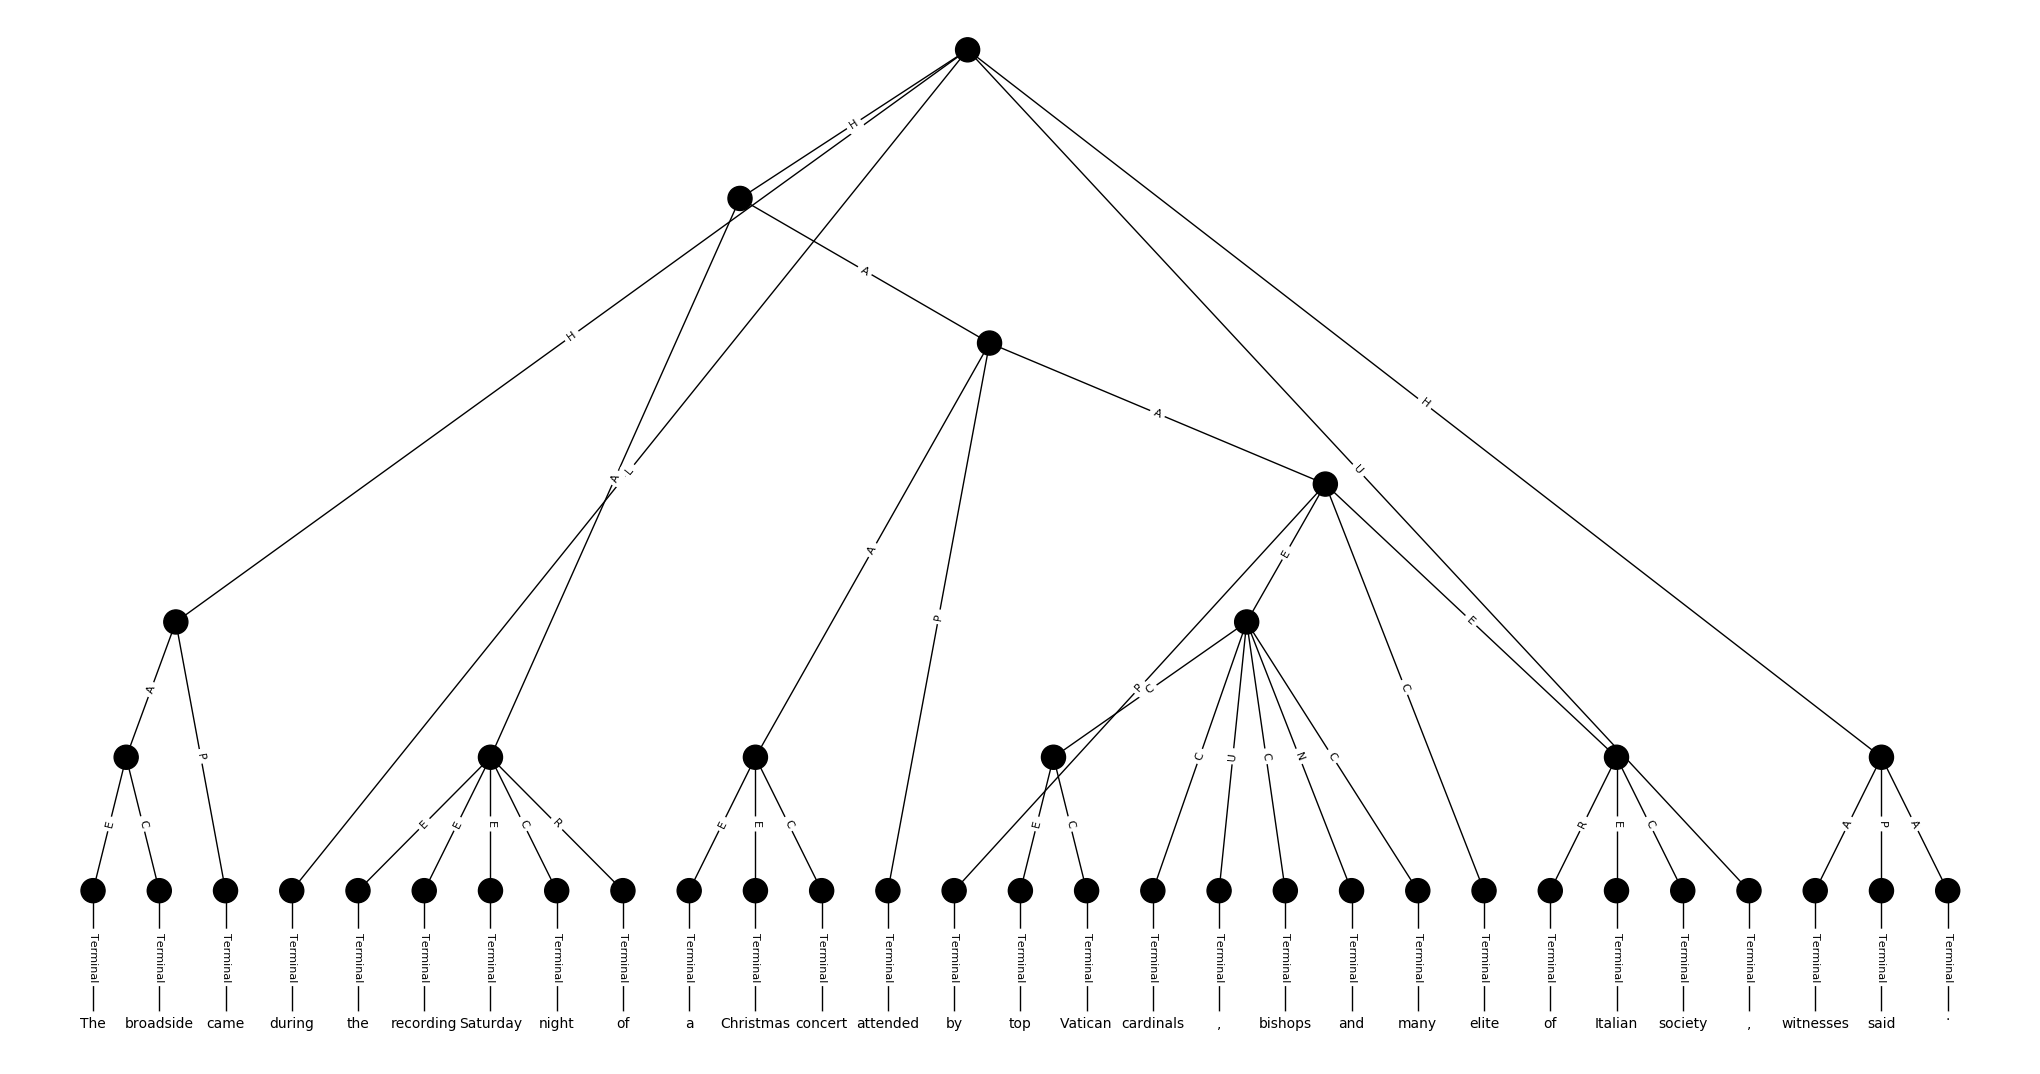 H
A
H
A
H
A
L
U
A
E
P
E
A
P
C
C
P
C
U
C
N
C
E
C
E
E
E
C
R
E
E
C
E
C
R
E
C
A
P
A
Terminal Terminal Terminal Terminal Terminal Terminal Terminal Terminal Terminal Terminal Terminal Terminal Terminal Terminal Terminal Terminal Terminal Terminal Terminal Terminal Terminal Terminal Terminal Terminal Terminal Terminal Terminal Terminal Terminal
The broadside came during the recording Saturday night of a Christmas concert attended by top Vatican cardinals , bishops and many elite of Italian society , witnesses said .